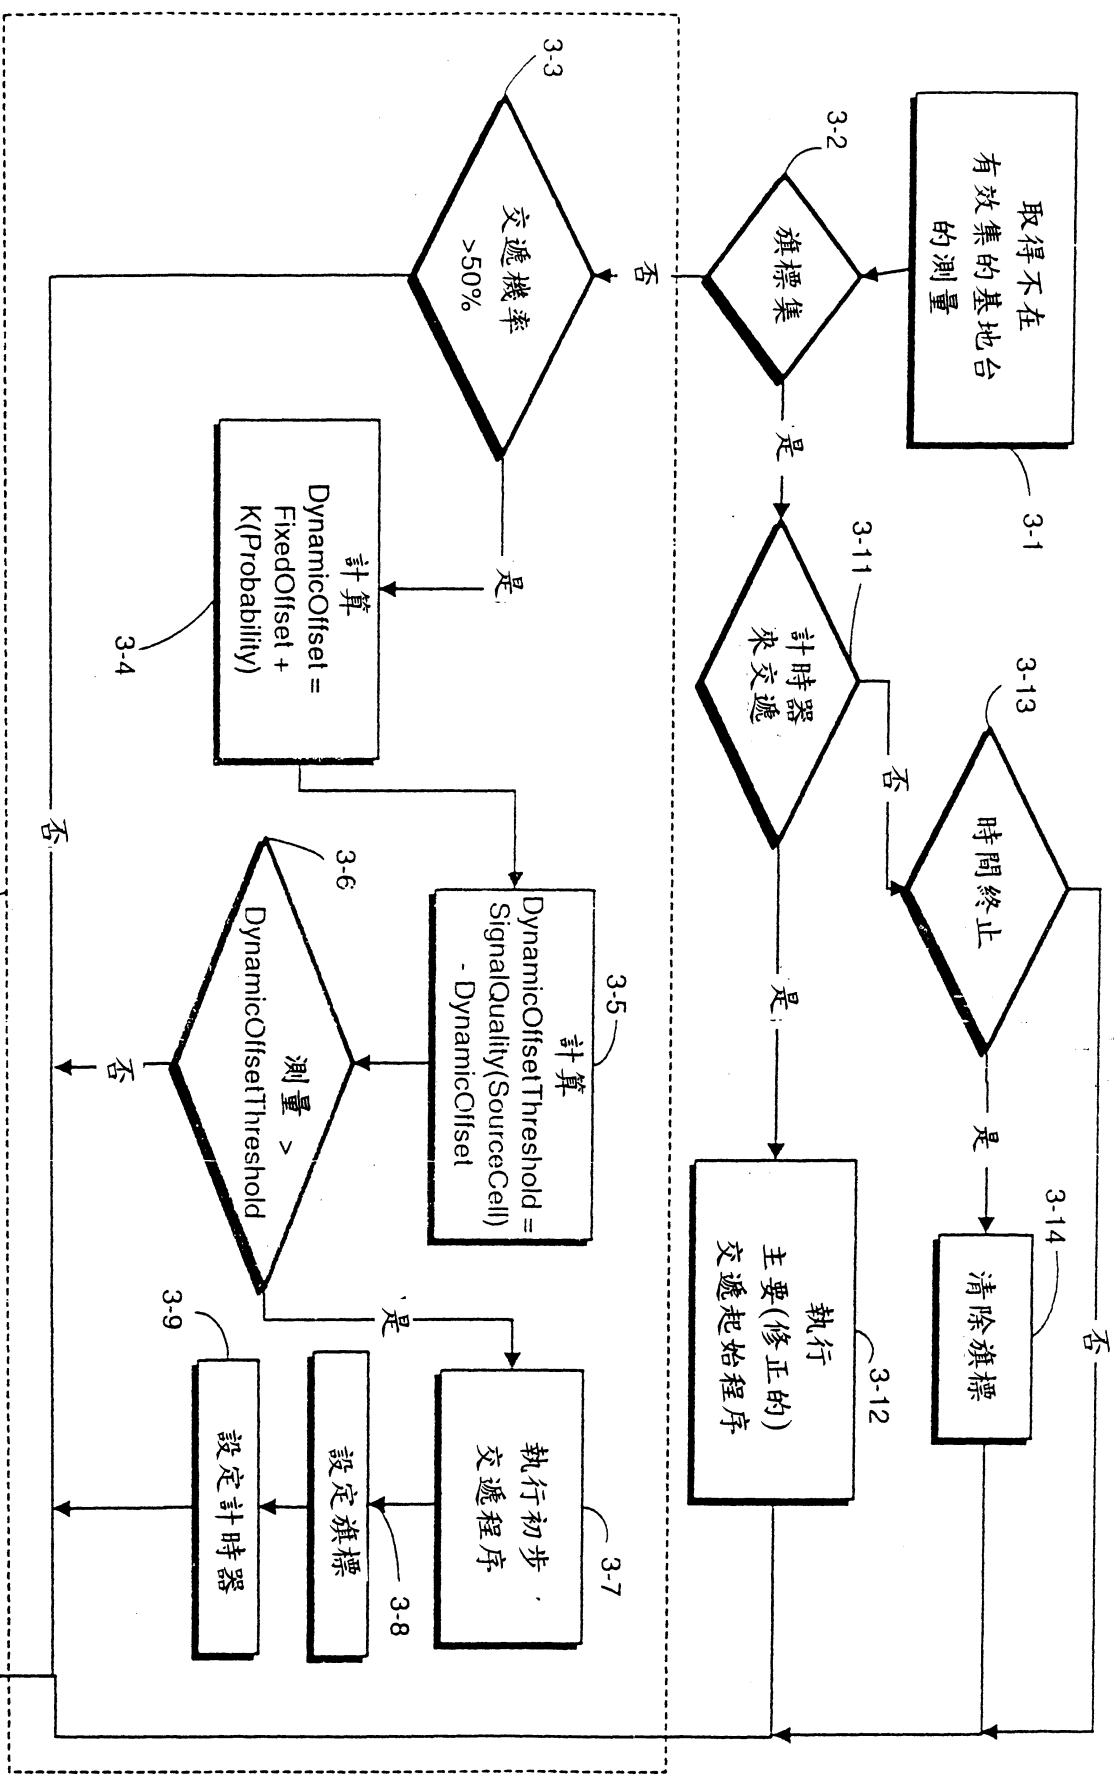 取得不在
有效集的基地台
的測量
3-1
3-2
旗標集
是
否
3-11
計時器
來交遞
否
是
3-13
時間終止
否
是
3-14
清除旗標
執行
主要(修正的)
交遞起始程序
3-12
3-3
交遞機率
>50%
是
否
計算
DynamicOffset =
FixedOffset +
K(Probability)
3-4
3-5
計算
DynamicOffsetThreshold =
SignalQuality(SourceCell)
- DynamicOffset
3-6
測量 >
DynamicOffsetThreshold
否
是
執行初步
交遞程序
3-7
設定旗標
3-8
設定計時器
3-9